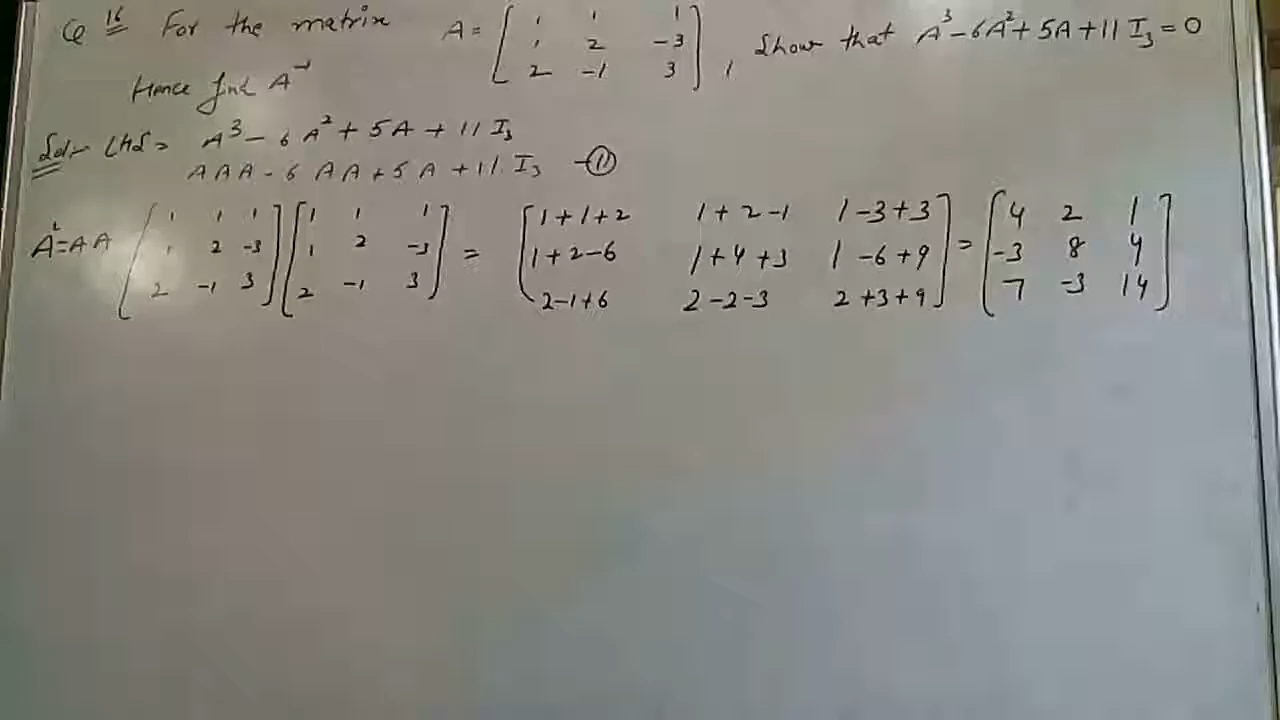 Q 16 For the matrix A = [ 1 1 1 ; 1 2 -3 ; 2 -1 3 ] , Show that A³ - 6A² + 5A + 11 I₃ = 0
Hence find A⁻¹
Sol:- LHS = A³ - 6A² + 5A + 11 I₃
AAA - 6 AA + 5 A + 11 I₃ -①
A² = AA [ 1 1 1 ; 1 2 -3 ; 2 -1 3 ] [ 1 1 1 ; 1 2 -3 ; 2 -1 3 ] = [ 1+1+2 1+2-1 1-3+3 ; 1+2-6 1+4+3 1-6+9 ; 2-1+6 2-2-3 2+3+9 ] = [ 4 2 1 ; -3 8 4 ; 7 -3 14 ]